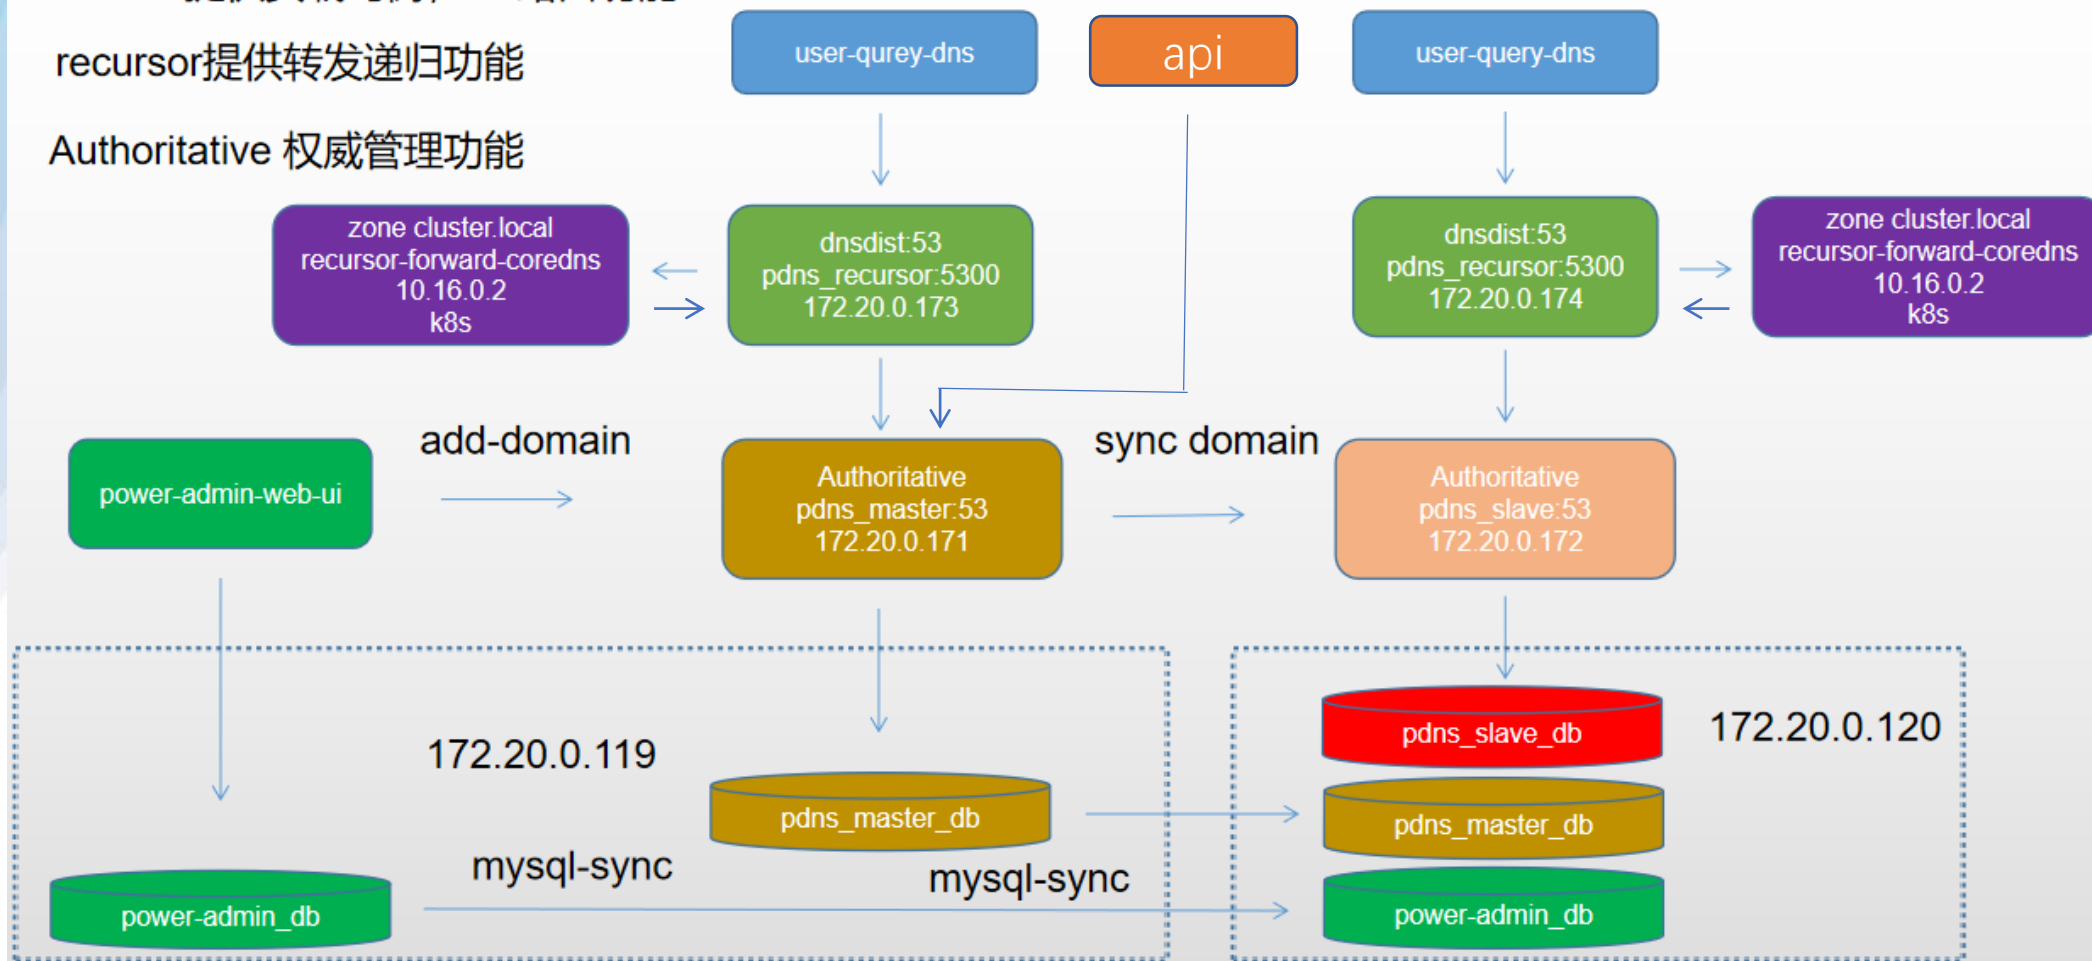 recursor提供转发递归功能
Authoritative 权威管理功能
user-qurey-dns
api
user-query-dns
zone cluster.local
recursor-forward-coredns
10.16.0.2
k8s
dnsdist:53
pdns_recursor:5300
172.20.0.173
dnsdist:53
pdns_recursor:5300
172.20.0.174
zone cluster.local
recursor-forward-coredns
10.16.0.2
k8s
power-admin-web-ui
add-domain
Authoritative
pdns_master:53
172.20.0.171
sync domain
Authoritative
pdns_slave:53
172.20.0.172
172.20.0.119
pdns_master_db
mysql-sync
mysql-sync
power-admin_db
pdns_slave_db
172.20.0.120
pdns_master_db
power-admin_db